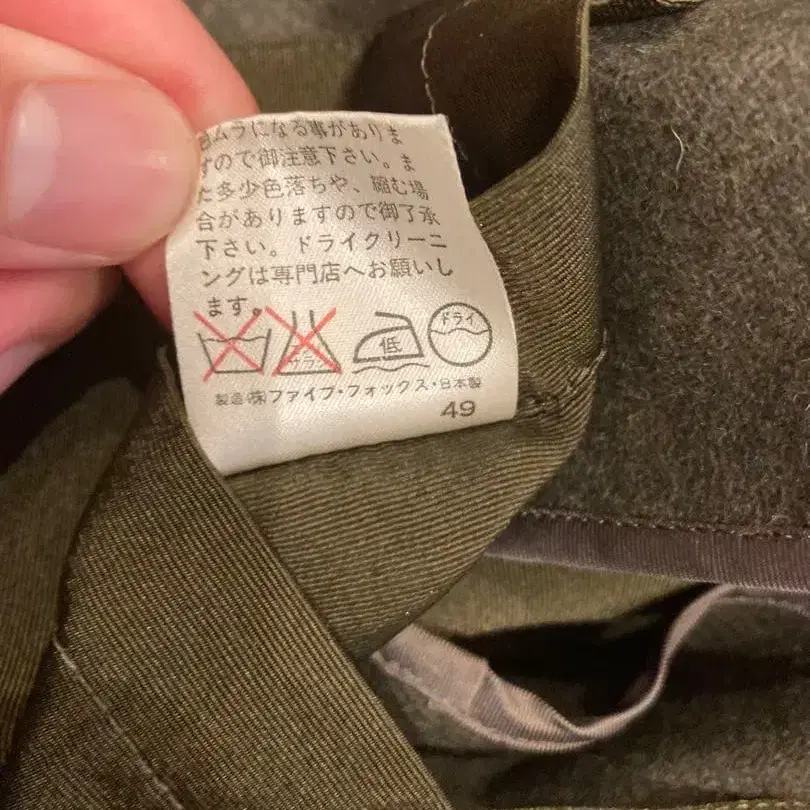 ムラになる事がありま
すので御注意下さい。ま
た多少色落ちや、縮む場
合がありますので御了承
下さい。ドライクリーニ
ングは専門店へお願いし
ます。
サラシ 低 ドライ
製造・㈱ファイブ・フォックス・日本製
49